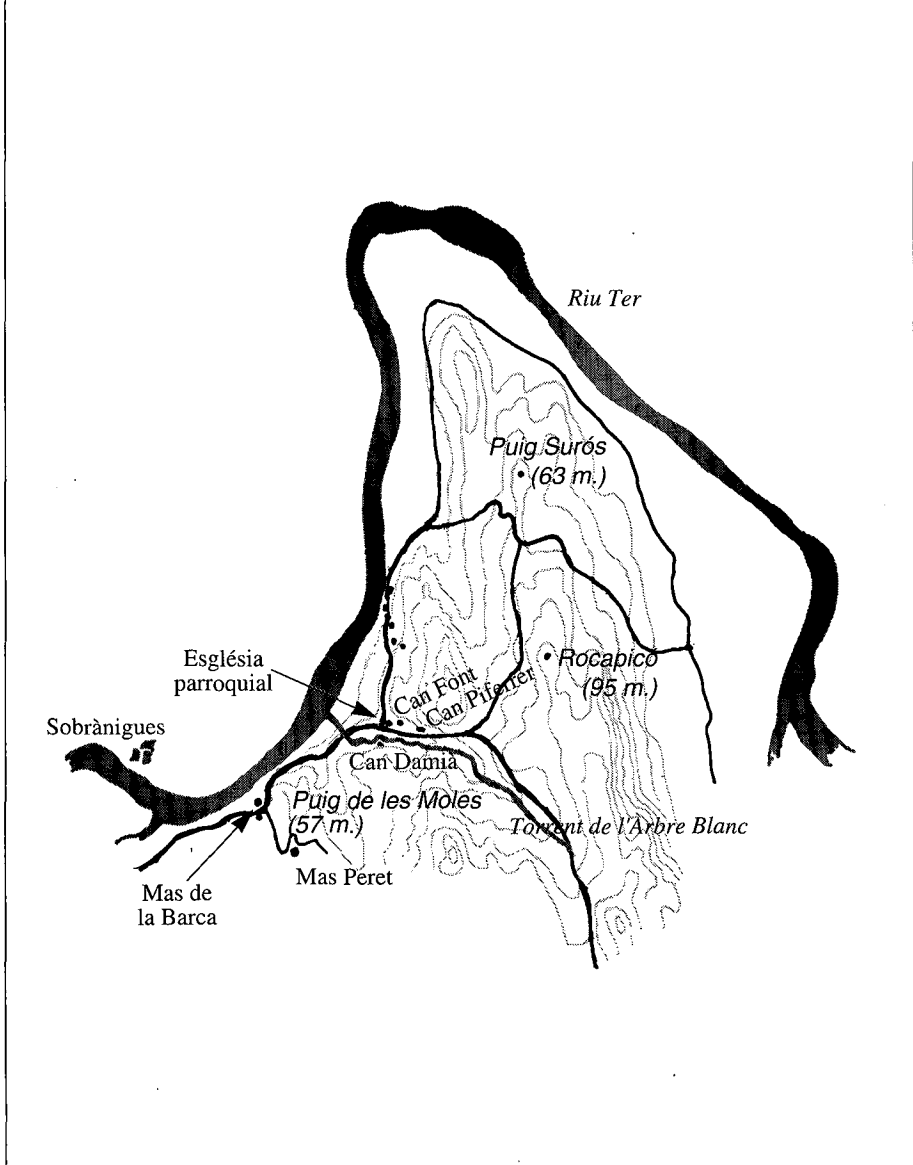 Riu Ter
Puig Surós
(63 m.)
Església
parroquial
Rocapicó
(95 m.)
Can Font
Can Piferrer
Sobrànigues
Can Damià
Puig de les Moles
(57 m.)
Torrent de l'Arbre Blanc
Mas Peret
Mas de
la Barca